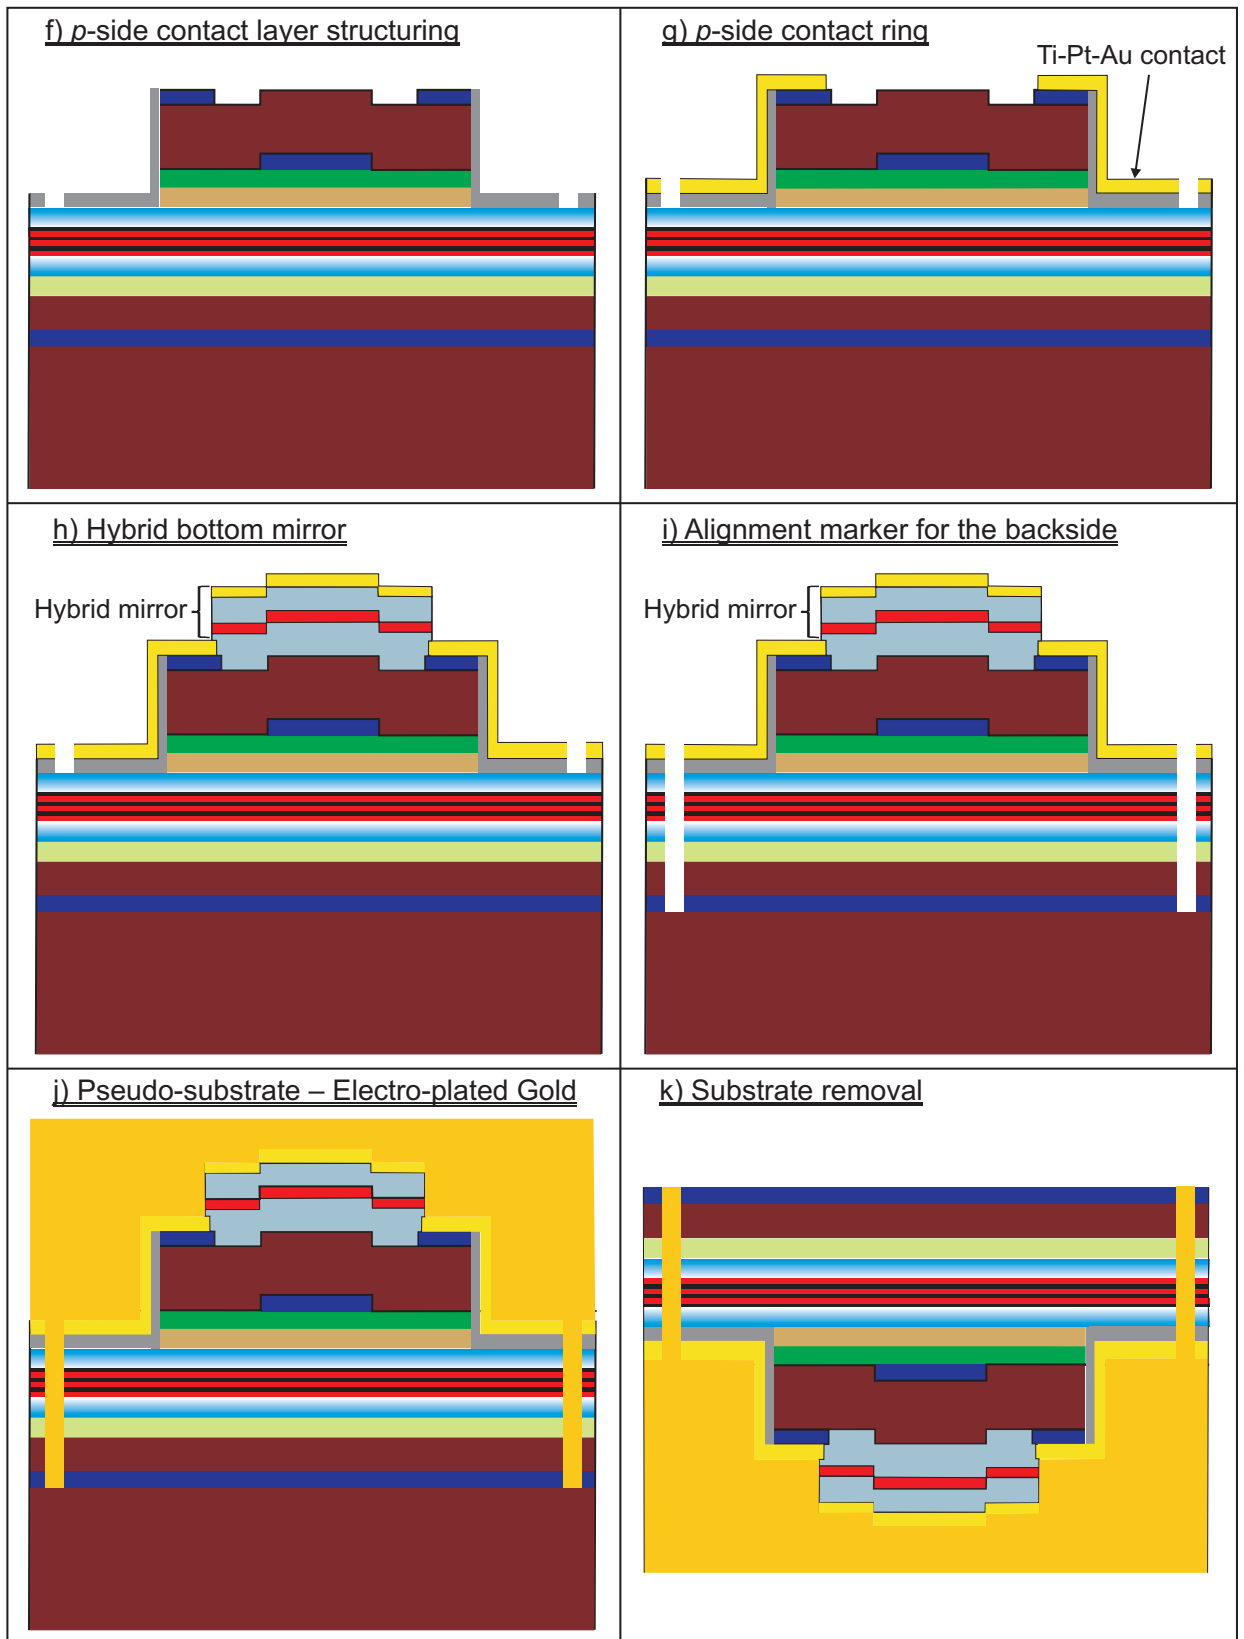 f) p-side contact layer structuring
g) p-side contact ring
Ti-Pt-Au contact
h) Hybrid bottom mirror
Hybrid mirror
i) Alignment marker for the backside
Hybrid mirror
j) Pseudo-substrate – Electro-plated Gold
k) Substrate removal